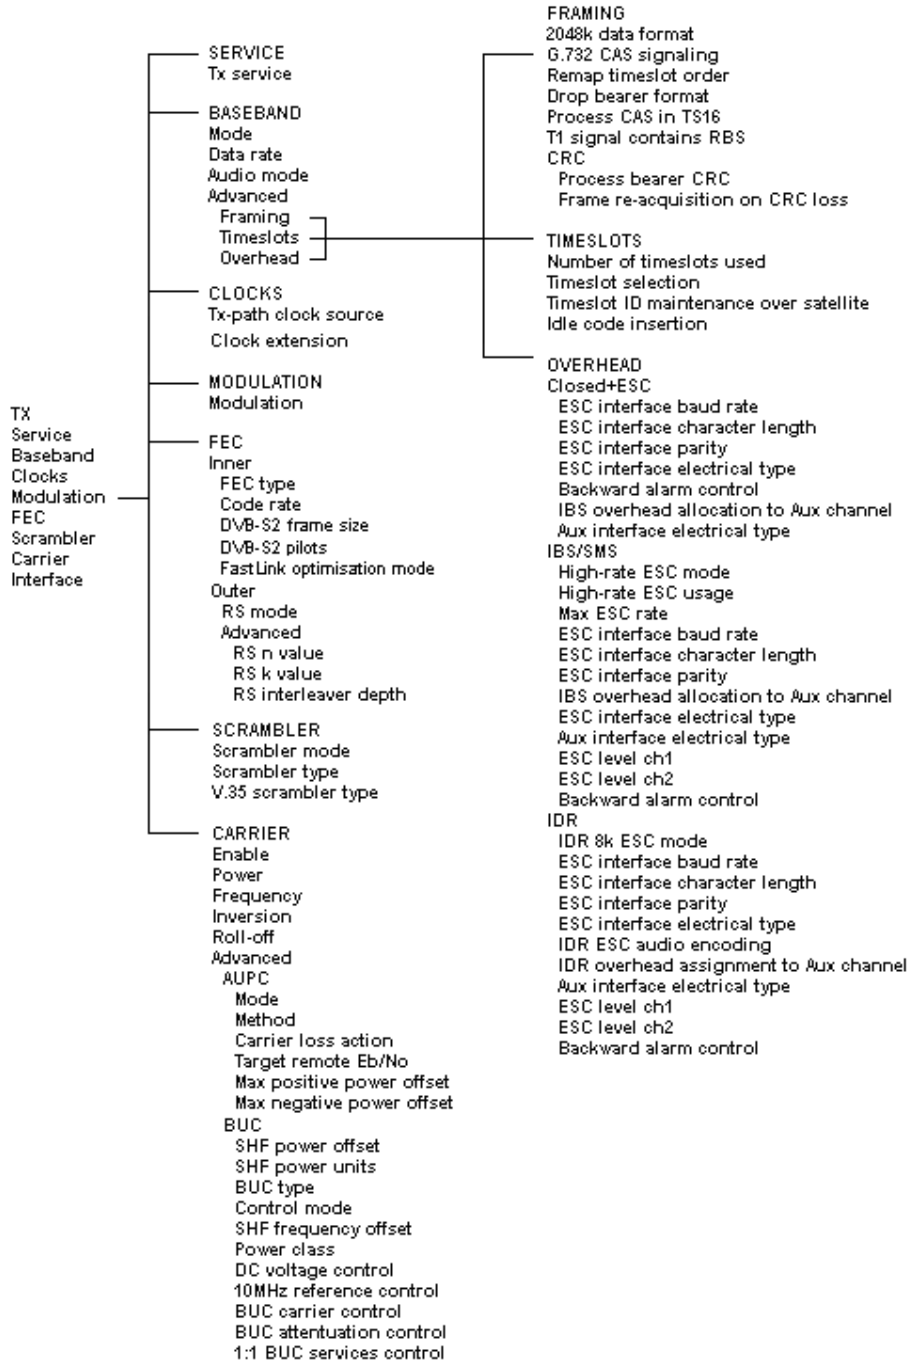 TX
Service
Baseband
Clocks
Modulation
FEC
Scrambler
Carrier
Interface
SERVICE
Tx service
BASEBAND
Mode
Data rate
Audio mode
Advanced
Framing
Timeslots
Overhead
CLOCKS
Tx-path clock source
Clock extension
MODULATION
Modulation
FEC
Inner
FEC type
Code rate
DVB-S2 frame size
DVB-S2 pilots
FastLink optimisation mode
Outer
RS mode
Advanced
RS n value
RS k value
RS interleaver depth
SCRAMBLER
Scrambler mode
Scrambler type
V.35 scrambler type
CARRIER
Enable
Power
Frequency
Inversion
Roll-off
Advanced
AUPC
Mode
Method
Carrier loss action
Target remote Eb/No
Max positive power offset
Max negative power offset
BUC
SHF power offset
SHF power units
BUC type
Control mode
SHF frequency offset
Power class
DC voltage control
10MHz reference control
BUC carrier control
BUC attentuation control
1:1 BUC services control
FRAMING
2048k data format
G.732 CAS signaling
Remap timeslot order
Drop bearer format
Process CAS in TS16
T1 signal contains RBS
CRC
Process bearer CRC
Frame re-acquisition on CRC loss
TIMESLOTS
Number of timeslots used
Timeslot selection
Timeslot ID maintenance over satellite
Idle code insertion
OVERHEAD
Closed+ESC
ESC interface baud rate
ESC interface character length
ESC interface parity
ESC interface electrical type
Backward alarm control
IBS overhead allocation to Aux channel
Aux interface electrical type
IBS/SMS
High-rate ESC mode
High-rate ESC usage
Max ESC rate
ESC interface baud rate
ESC interface character length
ESC interface parity
IBS overhead allocation to Aux channel
ESC interface electrical type
Aux interface electrical type
ESC level ch1
ESC level ch2
Backward alarm control
IDR
IDR 8k ESC mode
ESC interface baud rate
ESC interface character length
ESC interface parity
ESC interface electrical type
IDR ESC audio encoding
IDR overhead assignment to Aux channel
Aux interface electrical type
ESC level ch1
ESC level ch2
Backward alarm control